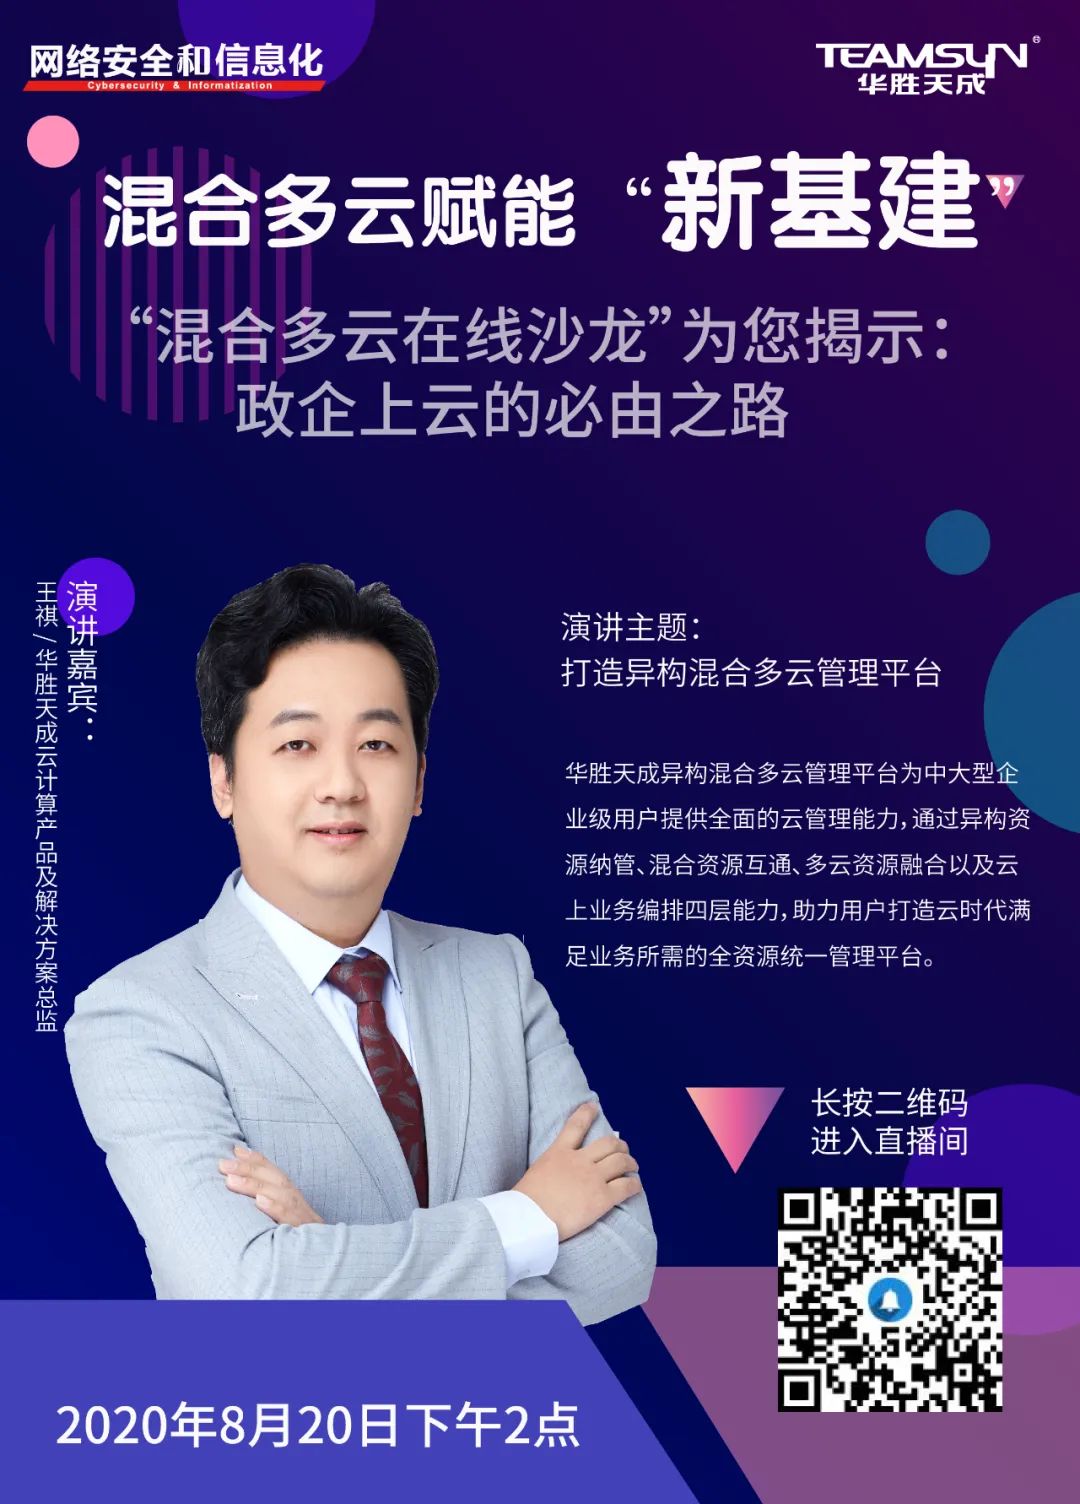 网络安全和信息化
Cybersecurity & Informatization
TEAMSUN®
华胜天成
混合多云赋能 “新基建”
“混合多云在线沙龙”为您揭示：
政企上云的必由之路
演讲嘉宾：
王祺/华胜天成云计算产品及解决方案总监
演讲主题：
打造异构混合多云管理平台
华胜天成异构混合多云管理平台为中大型企
业级用户提供全面的云管理能力，通过异构资
源纳管、混合资源互通、多云资源融合以及云
上业务编排四层能力，助力用户打造云时代满
足业务所需的全资源统一管理平台。
长按二维码
进入直播间
2020年8月20日下午2点